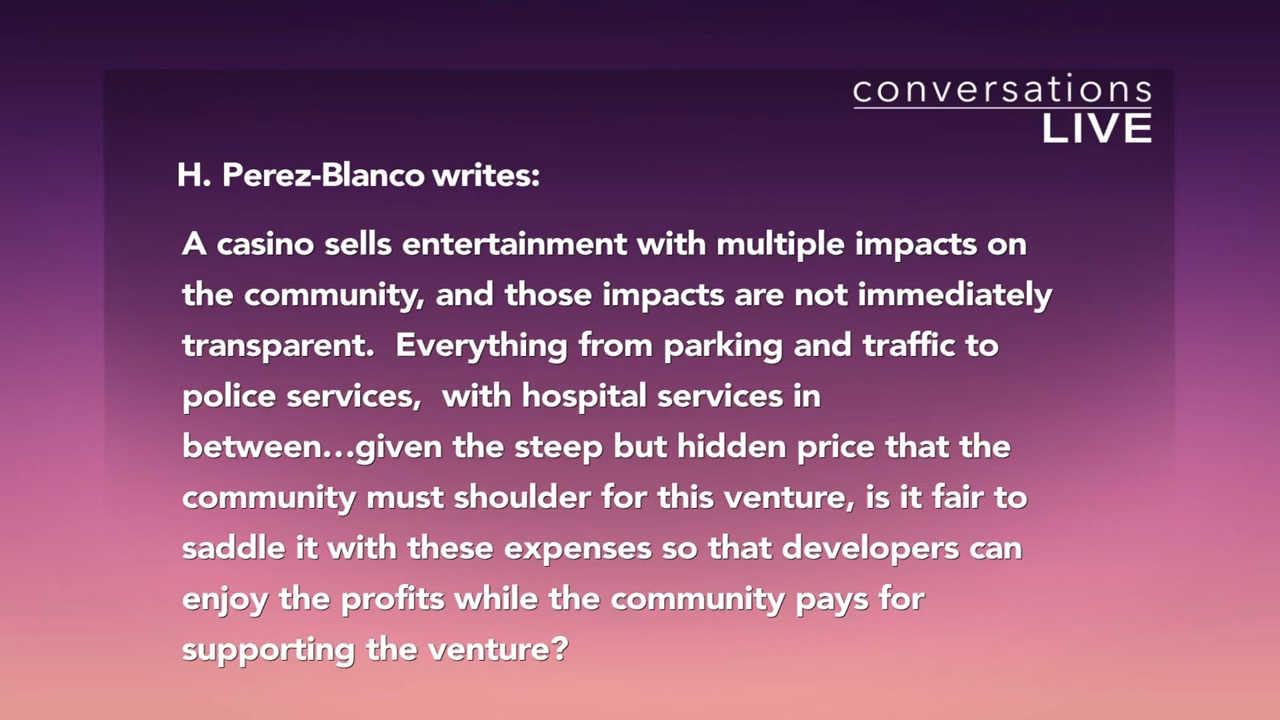 conversations
LIVE
H. Perez-Blanco writes:
A casino sells entertainment with multiple impacts on
the community, and those impacts are not immediately
transparent.  Everything from parking and traffic to
police services,  with hospital services in
between...given the steep but hidden price that the
community must shoulder for this venture, is it fair to
saddle it with these expenses so that developers can
enjoy the profits while the community pays for
supporting the venture?